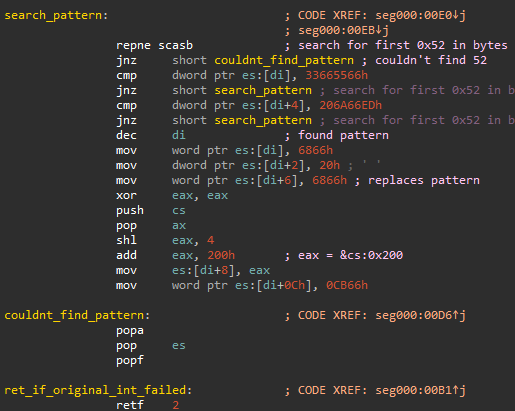 search_pattern: ; CODE XREF: seg000:00E0↓j
; seg000:00EB↓j
repne scasb ; search for first 0x52 in bytes
jnz short couldnt_find_pattern ; couldn't find 52
cmp dword ptr es:[di], 33665566h
jnz short search_pattern ; search for first 0x52 in b
cmp dword ptr es:[di+4], 206A66EDh
jnz short search_pattern ; search for first 0x52 in b
dec di ; found pattern
mov word ptr es:[di], 6866h
mov dword ptr es:[di+2], 20h ; ' '
mov word ptr es:[di+6], 6866h ; replaces pattern
xor eax, eax
push cs
pop ax
shl eax, 4
add eax, 200h ; eax = &cs:0x200
mov es:[di+8], eax
mov word ptr es:[di+0Ch], 0CB66h
couldnt_find_pattern: ; CODE XREF: seg000:00D6↑j
popa
pop es
popf
ret_if_original_int_failed: ; CODE XREF: seg000:00B1↑j
retf 2